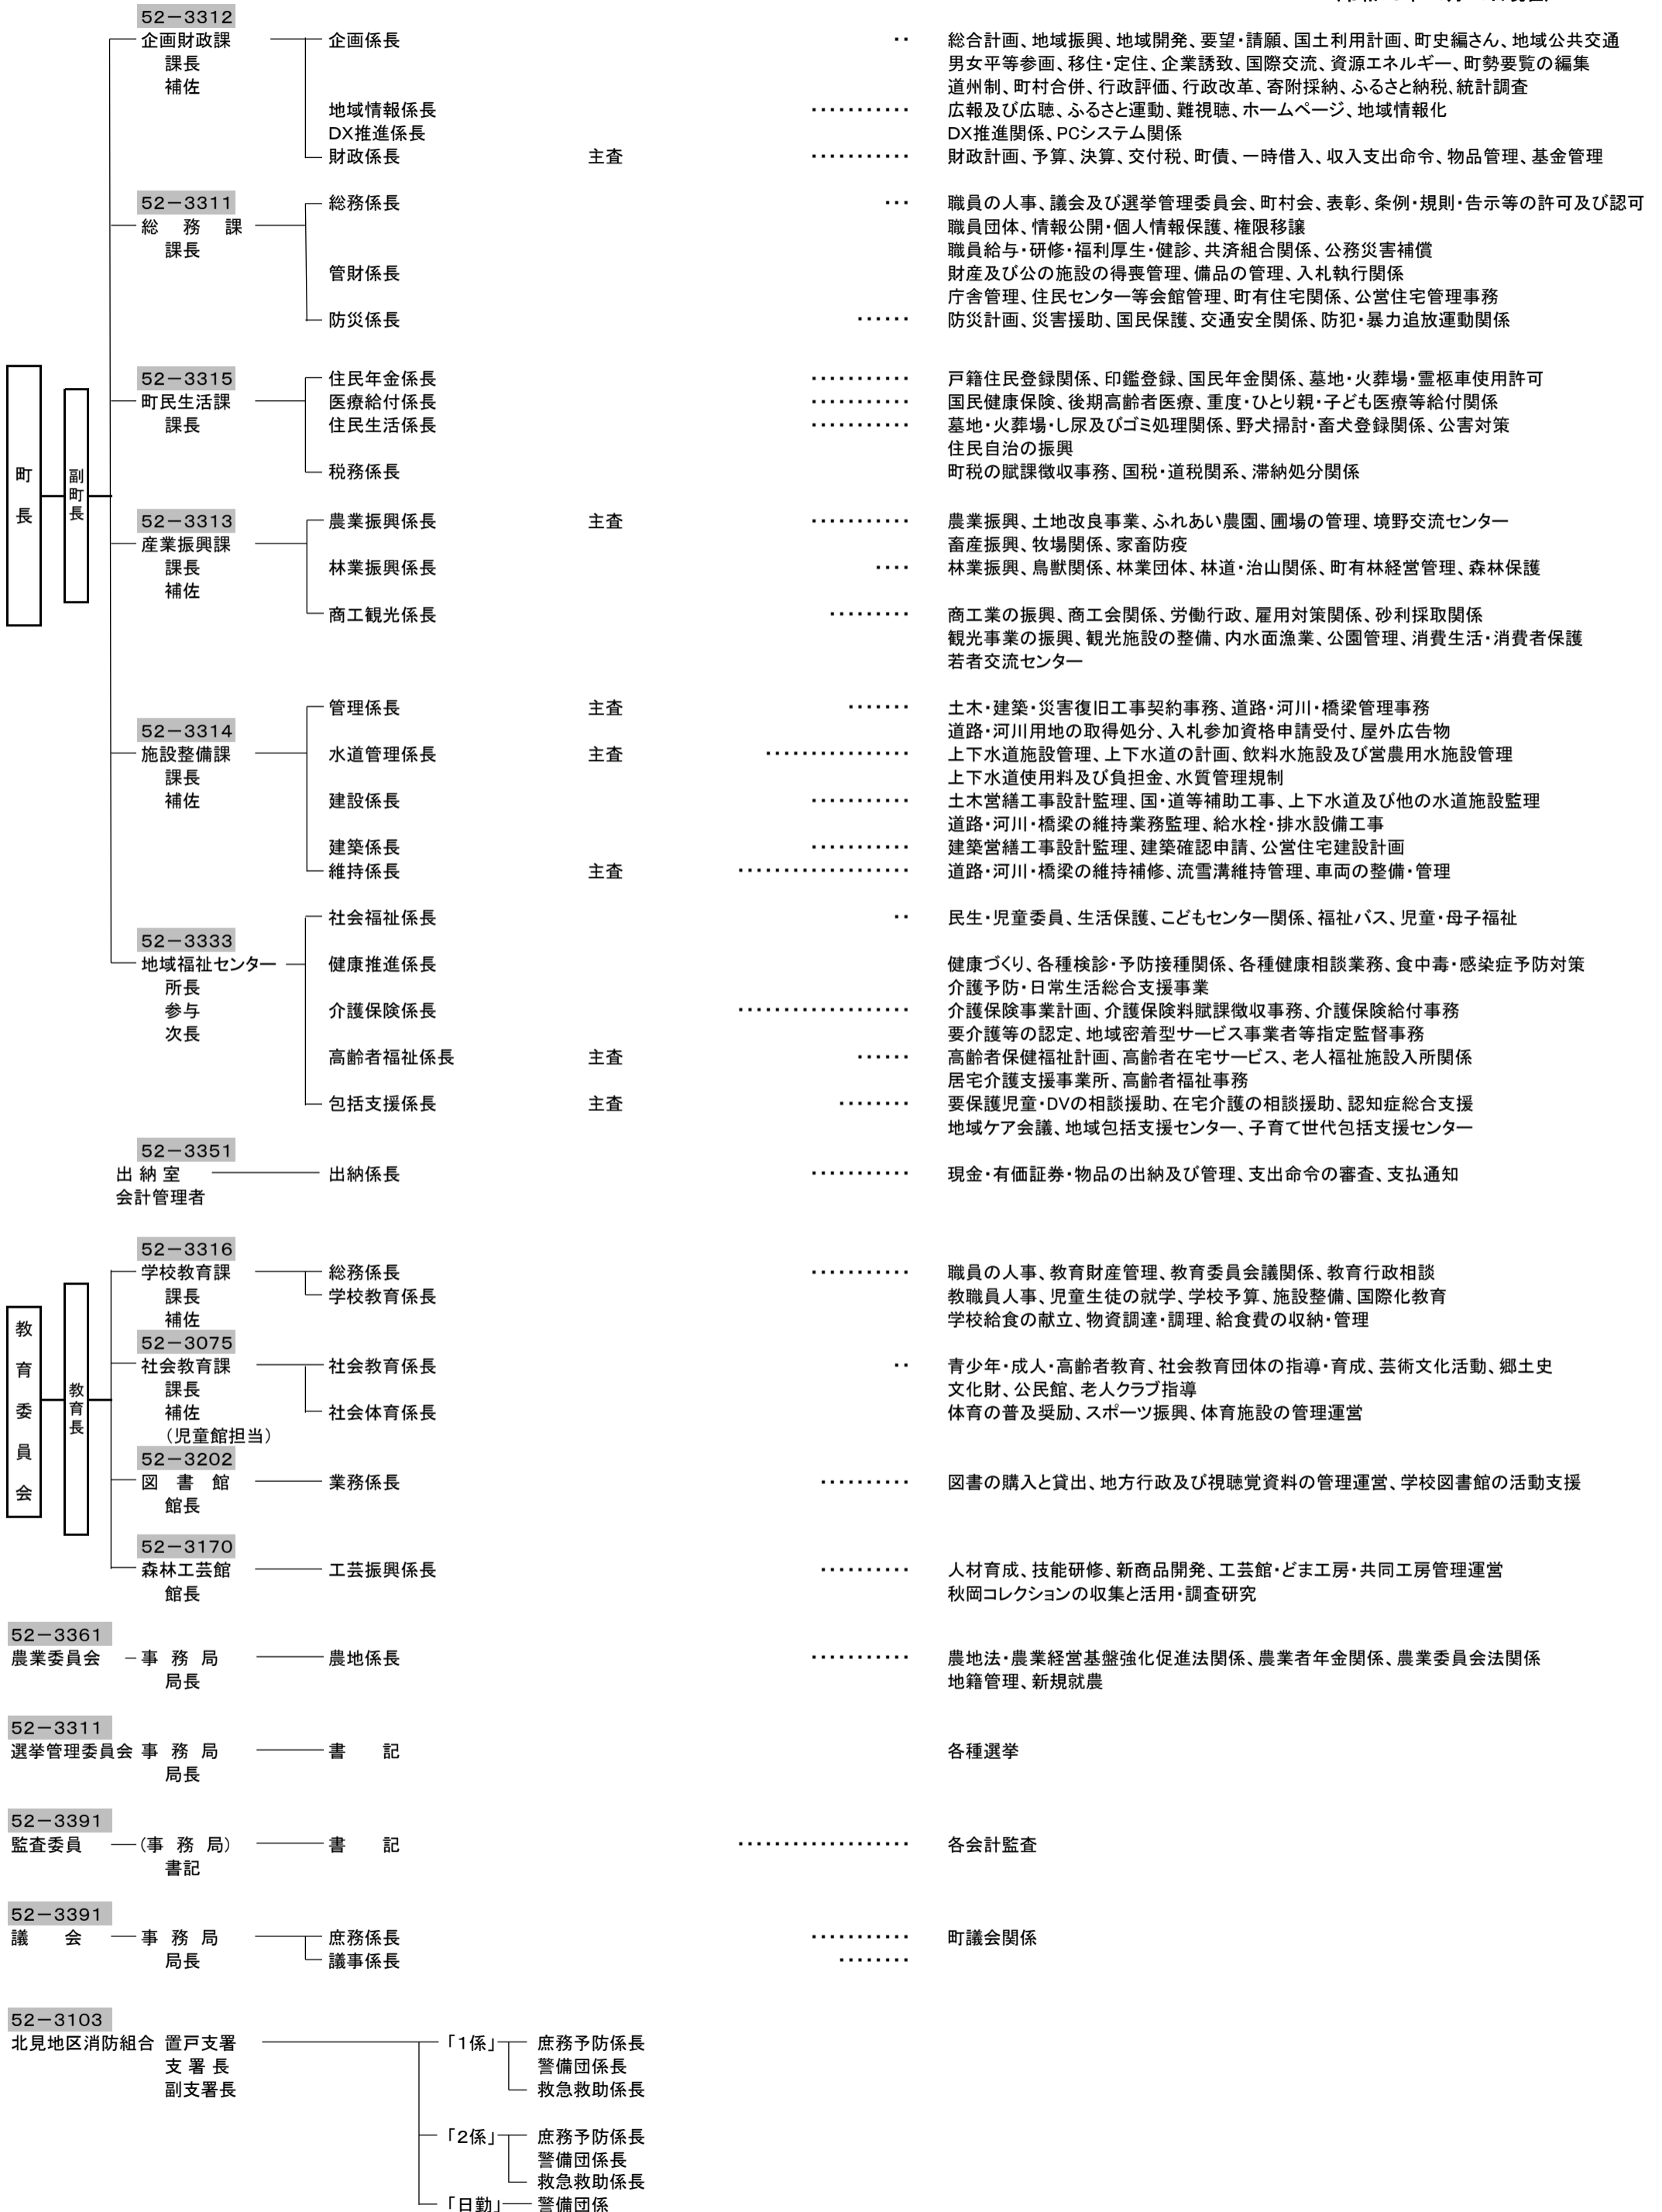 52－3312
企画財政課　企画係長　‥　総合計画、地域振興、地域開発、要望・請願、国土利用計画、町史編さん、地域公共交通
課長　男女平等参画、移住・定住、企業誘致、国際交流、資源エネルギー、町勢要覧の編集
補佐　道州制、町村合併、行政評価、行政改革、寄附採納、ふるさと納税、統計調査
地域情報係長　‥‥‥‥‥　広報及び広聴、ふるさと運動、難視聴、ホームページ、地域情報化
DX推進係長　DX推進関係、PCシステム関係
財政係長　主査　‥‥‥‥‥　財政計画、予算、決算、交付税、町債、一時借入、収入支出命令、物品管理、基金管理
52－3311　総務係長　…　職員の人事、議会及び選挙管理委員会、町村会、表彰、条例・規則・告示等の許可及び認可
総　務　課　職員団体、情報公開・個人情報保護、権限移譲
課長　職員給与・研修・福利厚生・健診、共済組合関係、公務災害補償
管財係長　財産及び公の施設の得喪管理、備品の管理、入札執行関係
庁舎管理、住民センター等会館管理、町有住宅関係、公営住宅管理事務
防災係長　‥‥‥　防災計画、災害援助、国民保護、交通安全関係、防犯・暴力追放運動関係
町長　副町長
52－3315　住民年金係長　‥‥‥‥‥　戸籍住民登録関係、印鑑登録、国民年金関係、墓地・火葬場・霊柩車使用許可
町民生活課　医療給付係長　‥‥‥‥‥　国民健康保険、後期高齢者医療、重度・ひとり親・子ども医療等給付関係
課長　住民生活係長　‥‥‥‥‥　墓地・火葬場・し尿及びゴミ処理関係、野犬掃討・畜犬登録関係、公害対策
住民自治の振興
税務係長　町税の賦課徴収事務、国税・道税関系、滞納処分関係
52－3313　農業振興係長　主査　‥‥‥‥‥　農業振興、土地改良事業、ふれあい農園、圃場の管理、境野交流センター
産業振興課　畜産振興、牧場関係、家畜防疫
課長　林業振興係長　‥‥　林業振興、鳥獣関係、林業団体、林道・治山関係、町有林経営管理、森林保護
補佐
商工観光係長　‥‥‥‥…　商工業の振興、商工会関係、労働行政、雇用対策関係、砂利採取関係
観光事業の振興、観光施設の整備、内水面漁業、公園管理、消費生活・消費者保護
若者交流センター
管理係長　主査　‥‥…　土木・建築・災害復旧工事契約事務、道路・河川・橋梁管理事務
52－3314　道路・河川用地の取得処分、入札参加資格申請受付、屋外広告物
施設整備課　水道管理係長　主査　‥‥‥‥‥‥‥‥　上下水道施設管理、上下水道の計画、飲料水施設及び営農用水施設管理
課長　上下水道使用料及び負担金、水質管理規制
補佐　建設係長　‥‥‥‥‥　土木営繕工事設計監理、国・道等補助工事、上下水道及び他の水道施設監理
道路・河川・橋梁の維持業務監理、給水栓・排水設備工事
建築係長　‥‥‥‥‥　建築営繕工事設計監理、建築確認申請、公営住宅建設計画
維持係長　主査　‥‥‥‥‥‥‥‥‥　道路・河川・橋梁の維持補修、流雪溝維持管理、車両の整備・管理
社会福祉係長　‥　民生・児童委員、生活保護、こどもセンター関係、福祉バス、児童・母子福祉
52－3333
地域福祉センター　健康推進係長　健康づくり、各種検診・予防接種関係、各種健康相談業務、食中毒・感染症予防対策
所長　介護予防・日常生活総合支援事業
参与　介護保険係長　‥‥‥‥‥‥‥‥‥　介護保険事業計画、介護保険料賦課徴収事務、介護保険給付事務
次長　要介護等の認定、地域密着型サービス事業者等指定監督事務
高齢者福祉係長　主査　‥‥‥　高齢者保健福祉計画、高齢者在宅サービス、老人福祉施設入所関係
居宅介護支援事業所、高齢者福祉事務
包括支援係長　主査　‥‥‥‥　要保護児童・DVの相談援助、在宅介護の相談援助、認知症総合支援
地域ケア会議、地域包括支援センター、子育て世代包括支援センター
52－3351
出 納 室　出納係長　‥‥‥‥‥　現金・有価証券・物品の出納及び管理、支出命令の審査、支払通知
会計管理者
教育委員会　教育長
52－3316
学校教育課　総務係長　‥‥‥‥‥　職員の人事、教育財産管理、教育委員会議関係、教育行政相談
課長　学校教育係長　教職員人事、児童生徒の就学、学校予算、施設整備、国際化教育
補佐　学校給食の献立、物資調達・調理、給食費の収納・管理
52－3075
社会教育課　社会教育係長　‥　青少年・成人・高齢者教育、社会教育団体の指導・育成、芸術文化活動、郷土史
課長　文化財、公民館、老人クラブ指導
補佐　社会体育係長　体育の普及奨励、スポーツ振興、体育施設の管理運営
（児童館担当）
52－3202
図　書　館　業務係長　‥‥‥‥‥　図書の購入と貸出、地方行政及び視聴覚資料の管理運営、学校図書館の活動支援
館長
52－3170
森林工芸館　工芸振興係長　‥‥‥‥‥　人材育成、技能研修、新商品開発、工芸館・どま工房・共同工房管理運営
館長　秋岡コレクションの収集と活用・調査研究
52－3361
農業委員会　事　務　局　農地係長　‥‥‥‥‥　農地法・農業経営基盤強化促進法関係、農業者年金関係、農業委員会法関係
局長　地籍管理、新規就農
52－3311
選挙管理委員会　事　務　局　書　　記　各種選挙
局長
52－3391
監査委員　（事　務　局）　書　　記　‥‥‥‥‥‥‥‥‥　各会計監査
書記
52－3391
議　　会　事　務　局　庶務係長　‥‥‥‥‥　町議会関係
局長　議事係長　‥‥‥‥
52－3103
北見地区消防組合　置戸支署　「1係」　庶務予防係長
支 署 長　警備団係長
副支署長　救急救助係長
「2係」　庶務予防係長
警備団係長
救急救助係長
「日勤」　警備団係